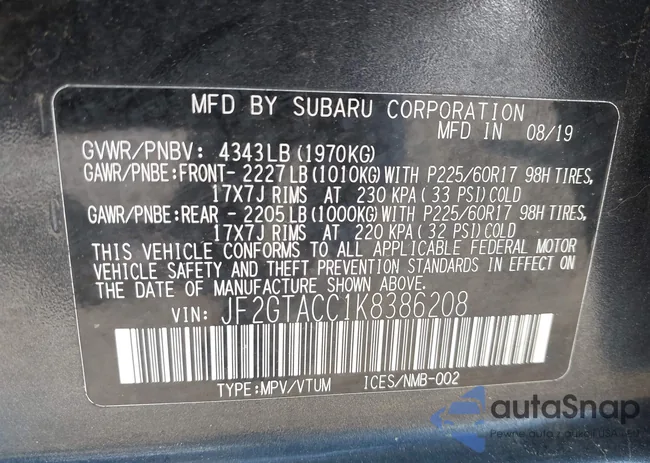 MFD BY SUBARU CORPORATION
MFD IN 08/19
GVWR/PNBV: 4343LB (1970KG)
GAWR/PNBE:FRONT- 2227LB (1010KG)WITH P225/60R17 98H TIRES,
17X7J RIMS AT 230 KPA(33 PSI)COLD
GAWR/PNBE:REAR - 2205LB (1000KG)WITH P225/60R17 98H TIRES,
17X7J RIMS AT 220 KPA(32 PSI)COLD
THIS VEHICLE CONFORMS TO ALL APPLICABLE FEDERAL MOTOR
VEHICLE SAFETY AND THEFT PREVENTION STANDARDS IN EFFECT ON
THE DATE OF MANUFACTURE SHOWN ABOVE.
VIN: JF2GTACC1K8386208
TYPE:MPV/VTUM ICES/NMB-002
autoSnap
Pewne auto z